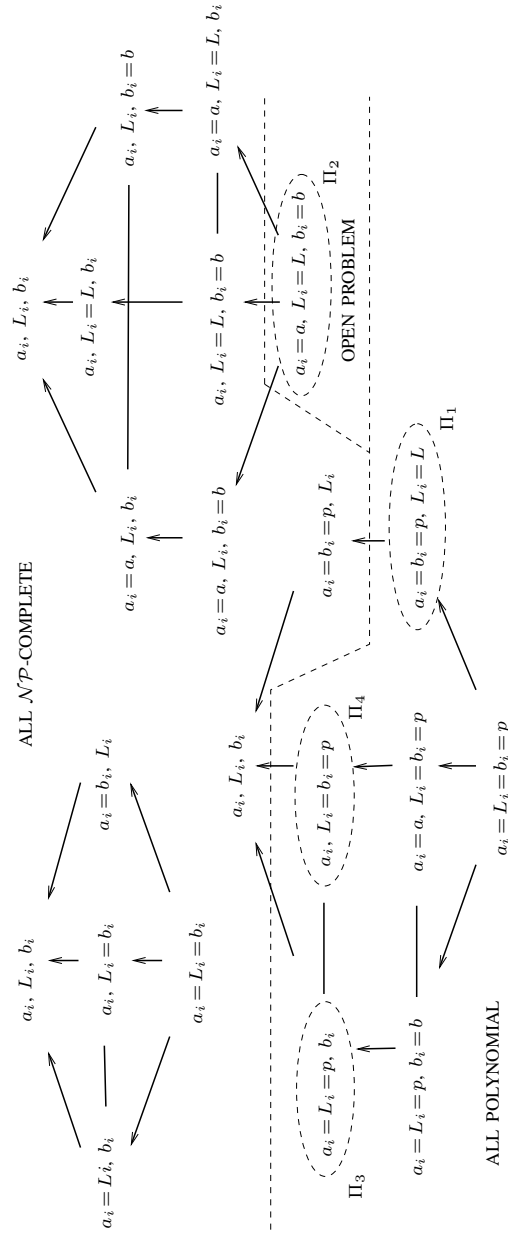 ALL 𝒩𝒫-COMPLETE
a_i, L_i, b_i
a_i, L_i, b_i
a_i, L_i=b_i
a_i, L_i=L, b_i
a_i=Li, b_i
a_i=b_i, L_i
a_i=a, L_i, b_i
a_i, L_i, b_i=b
a_i=L_i=b_i
a_i, L_i, b_i
a_i=a, L_i, b_i=b
a_i, L_i=L, b_i=b
a_i=a, L_i=L, b_i
a_i=L_i=p, b_i
Π_3
a_i, L_i=b_i=p
Π_4
a_i=b_i=p, L_i
a_i=a, L_i=L, b_i=b
Π_2
OPEN PROBLEM
a_i=L_i=p, b_i=b
a_i=a, L_i=b_i=p
a_i=b_i=p, L_i=L
Π_1
ALL POLYNOMIAL
a_i=L_i=b_i=p